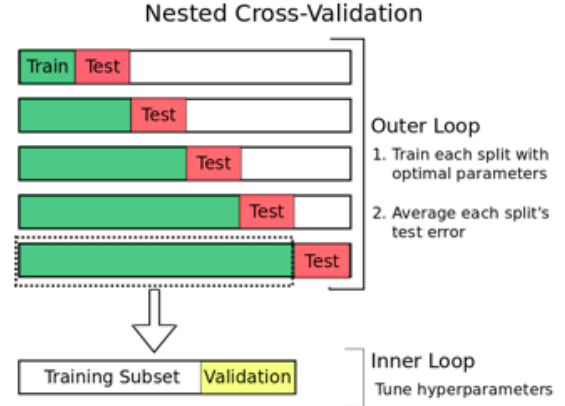 Nested Cross-Validation
Train Test
Test
Outer Loop
1. Train each split with
optimal parameters
Test
2. Average each split's
test error
Test
Test
Inner Loop
Training Subset Validation
Tune hyperparameters